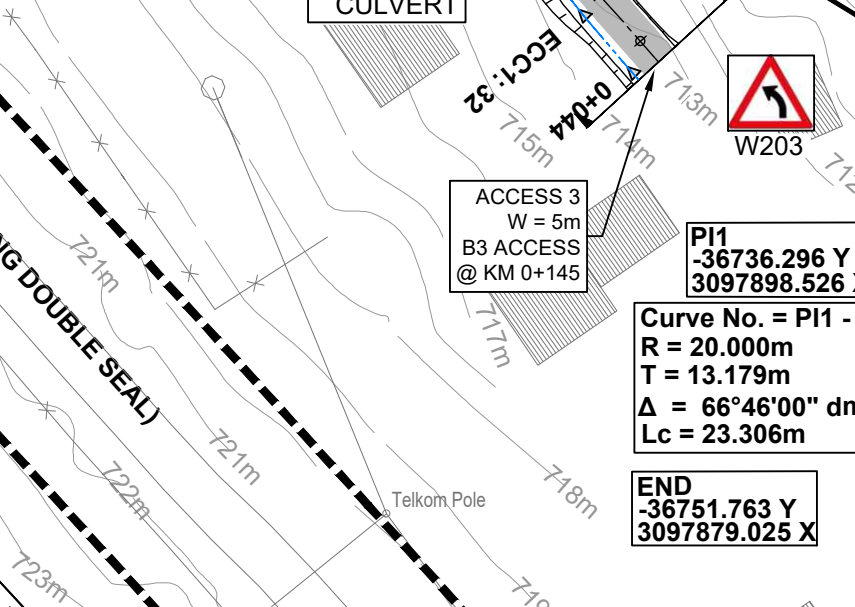 CULVERT
ECC1: 32
0+044
713m
715m
714m
W203
ACCESS 3
W = 5m
B3 ACCESS
@ KM 0+145
PI1
-36736.296 Y
3097898.526
721m
DOUBLE SEAL)
717m
Curve No. = PI1 -
R = 20.000m
T = 13.179m
Δ = 66°46'00"
Lc = 23.306m
721m
722m
718m
Telkom Pole
END
-36751.763 Y
3097879.025 X
723m